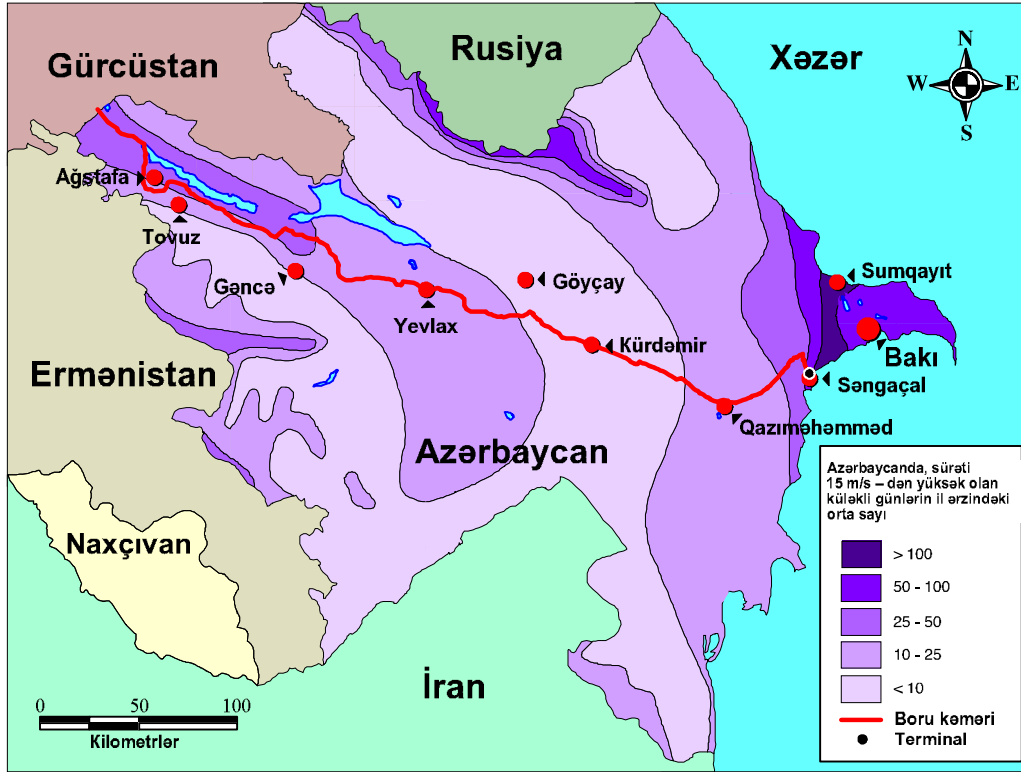 Rusiya
Xəzər
Gürcüstan
N
W
E
S
Ağstafa
Tovuz
Gəncə
Yevlax
Göyçay
Kürdəmir
Sumqayıt
Bakı
Səngaçal
Qazıməhəmməd
Ermənistan
Azərbaycan
Naxçıvan
İran
Azərbaycanda, sürəti
15 m/s – dən yüksək olan
küləkli günlərin il ərzindəki
orta sayı
> 100
50 - 100
25 - 50
10 - 25
< 10
Boru kəməri
Terminal
0 50 100
Kilometrlər